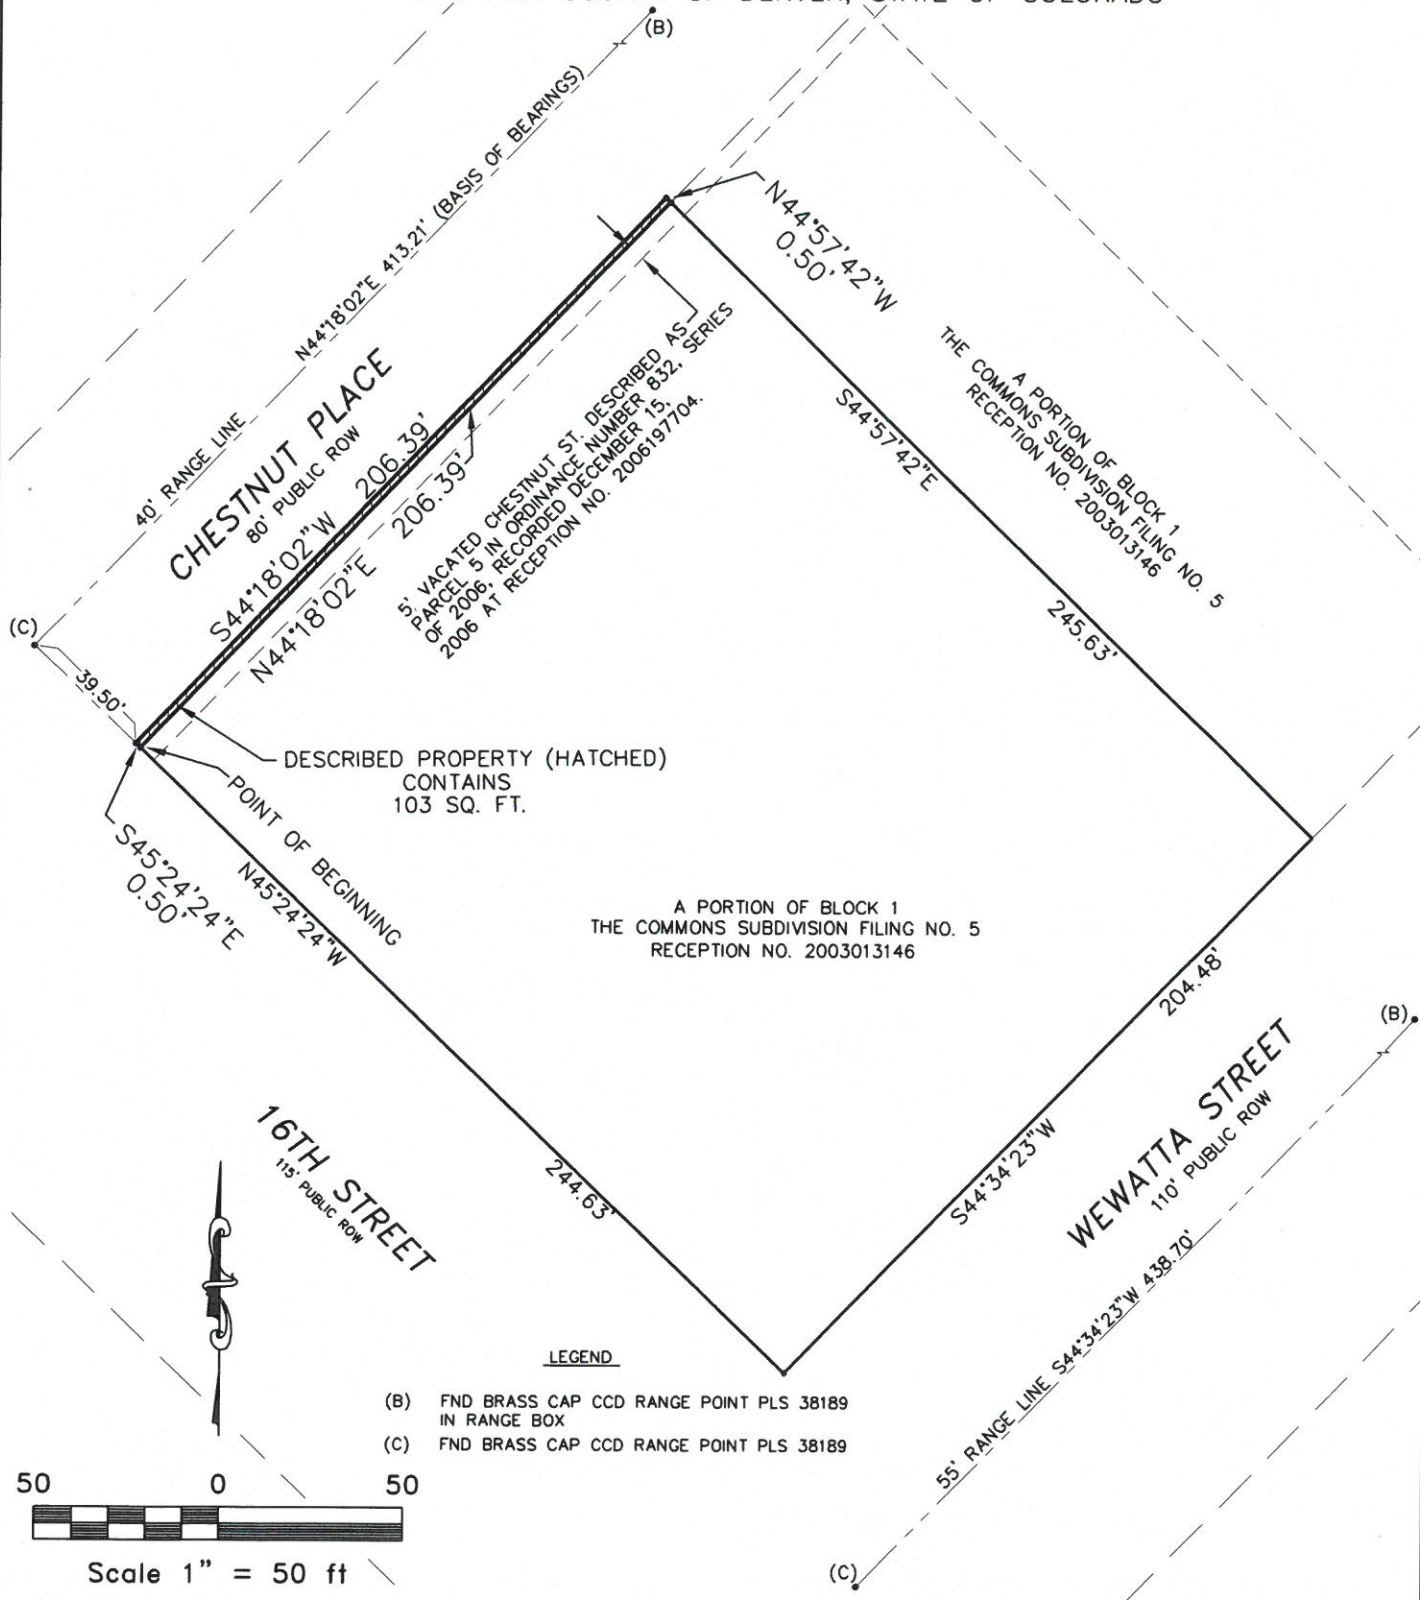 COUNTY OF DENVER, STATE OF COLORADO
(B)
N44°18'02"E 413.21' (BASIS OF BEARINGS)
40' RANGE LINE
CHESTNUT PLACE
80' PUBLIC ROW
N44°57'42"W
0.50'
S44°18'02"W 206.39'
N44°18'02"E 206.39'
5' VACATED CHESTNUT ST. DESCRIBED AS
PARCEL 5 IN ORDINANCE NUMBER 832, SERIES
OF 2006, RECORDED DECEMBER 15,
2006 AT RECEPTION NO. 2006197704.
S44°57'42"E
245.63'
A PORTION OF BLOCK 1
THE COMMONS SUBDIVISION FILING NO. 5
RECEPTION NO. 2003013146
(C)
39.50'
DESCRIBED PROPERTY (HATCHED)
CONTAINS
103 SQ. FT.
POINT OF BEGINNING
S45°24'24"E
0.50'
N45°24'24"W
244.63'
A PORTION OF BLOCK 1
THE COMMONS SUBDIVISION FILING NO. 5
RECEPTION NO. 2003013146
204.48'
S44°34'23"W
(B)
WEWATTA STREET
110' PUBLIC ROW
55' RANGE LINE S44°34'23"W 438.70'
(C)
16TH STREET
115' PUBLIC ROW
LEGEND
(B) FND BRASS CAP CCD RANGE POINT PLS 38189
IN RANGE BOX
(C) FND BRASS CAP CCD RANGE POINT PLS 38189
50 0 50
Scale 1" = 50 ft